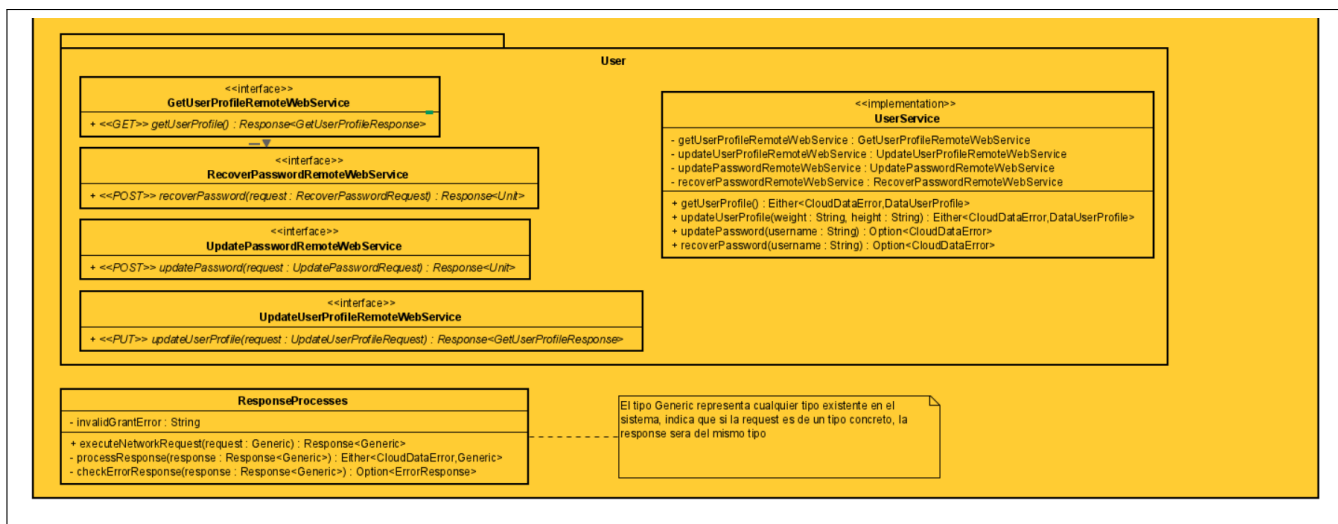 User
<<interface>>
GetUserProfileRemoteWebService
+ <<GET>> getUserProfile() : Response<GetUserProfileResponse>
<<interface>>
RecoverPasswordRemoteWebService
+ <<POST>> recoverPassword(request : RecoverPasswordRequest) : Response<Unit>
<<interface>>
UpdatePasswordRemoteWebService
+ <<POST>> updatePassword(request : UpdatePasswordRequest) : Response<Unit>
<<interface>>
UpdateUserProfileRemoteWebService
+ <<PUT>> updateUserProfile(request : UpdateUserProfileRequest) : Response<GetUserProfileResponse>
<<implementation>>
UserService
- getUserProfileRemoteWebService : GetUserProfileRemoteWebService
- updateUserProfileRemoteWebService : UpdateUserProfileRemoteWebService
- updatePasswordRemoteWebService : UpdatePasswordRemoteWebService
- recoverPasswordRemoteWebService : RecoverPasswordRemoteWebService
+ getUserProfile() : Either<CloudDataError,DataUserProfile>
+ updateUserProfile(weight : String, height : String) : Either<CloudDataError,DataUserProfile>
+ updatePassword(username : String) : Option<CloudDataError>
+ recoverPassword(username : String) : Option<CloudDataError>
ResponseProcesses
- invalidGrantError : String
+ executeNetworkRequest(request : Generic) : Response<Generic>
- processResponse(response : Response<Generic>) : Either<CloudDataError,Generic>
- checkErrorResponse(response : Response<Generic>) : Option<ErrorResponse>
El tipo Generic representa cualquier tipo existente en el
sistema, indica que si la request es de un tipo concreto, la
response sera del mismo tipo